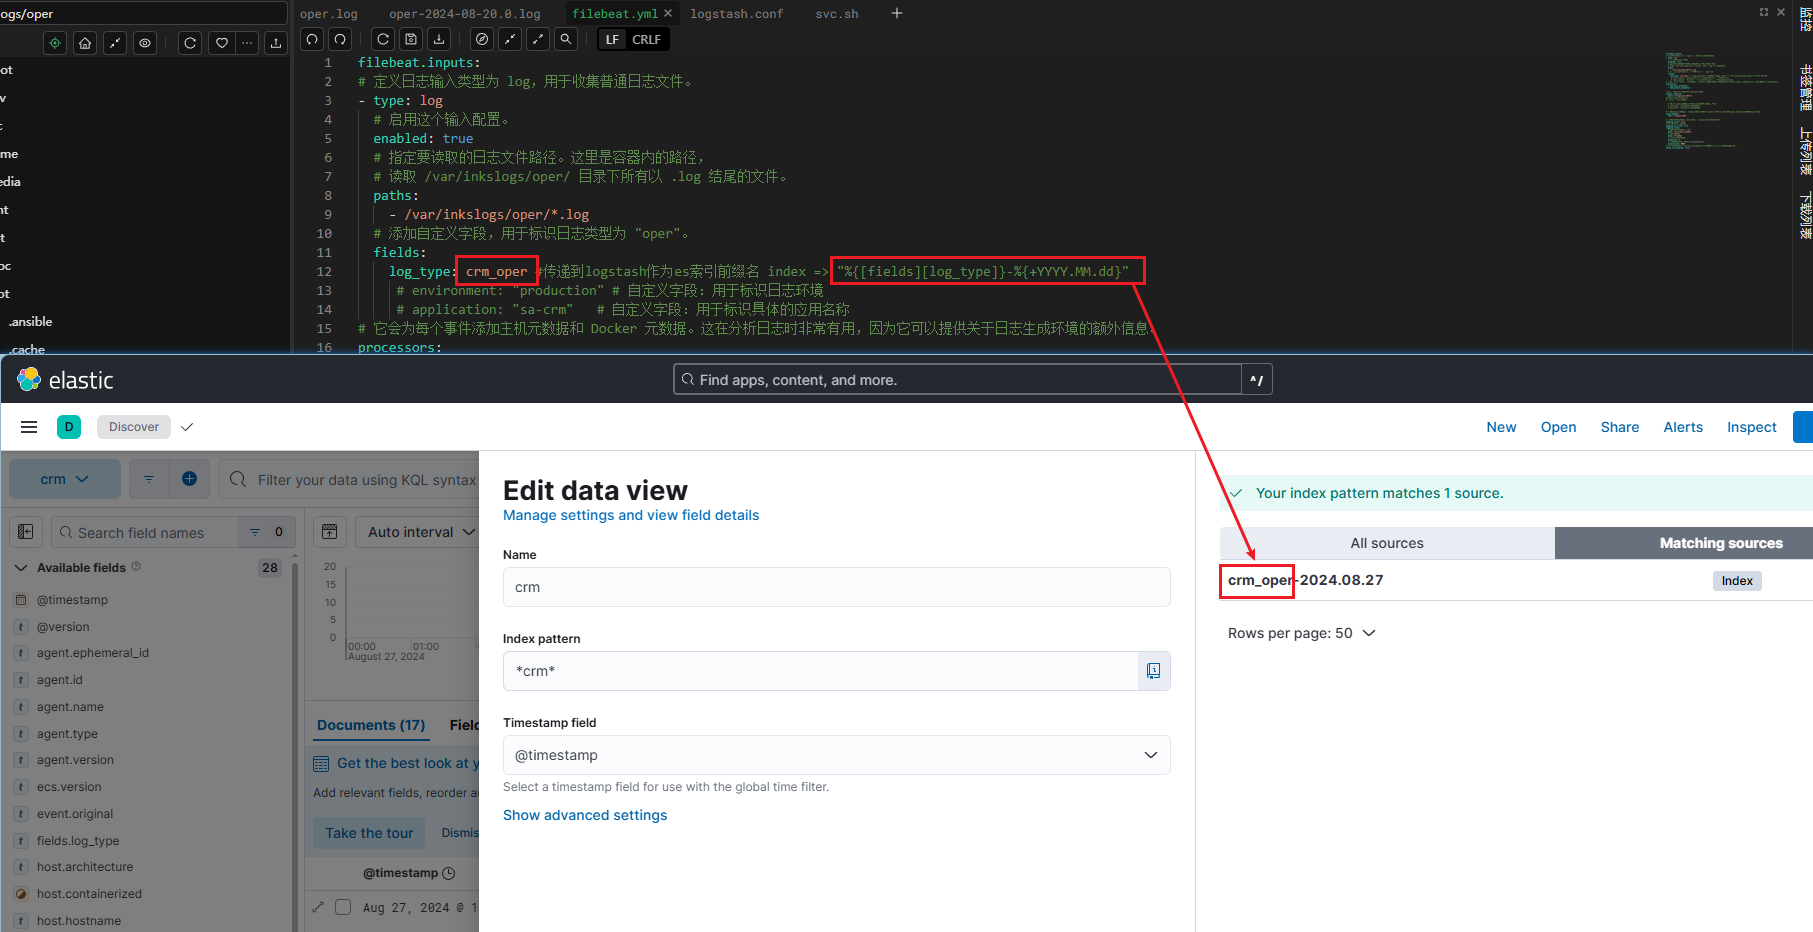 ogs/oper
oper.log
oper-2024-08-20.0.log
filebeat.yml
logstash.conf
svc.sh
LF
CRLF
监控
书签管理
上传列表
下载列表
ot
me
edia
nt
ot
.ansible
.cache
1 filebeat.inputs:
2 # 定义日志输入类型为 log，用于收集普通日志文件。
3 - type: log
4 # 启用这个输入配置。
5 enabled: true
6 # 指定要读取的日志文件路径。这里是容器内的路径，
7 # 读取 /var/inkslogs/oper/ 目录下所有以 .log 结尾的文件。
8 paths:
9 - /var/inkslogs/oper/*.log
10 # 添加自定义字段，用于标识日志类型为 "oper"。
11 fields:
12 log_type: crm_oper #传递到logstash作为es索引前缀名 index => "%{[fields][log_type]}-%{+YYYY.MM.dd}"
13 # environment: "production" # 自定义字段: 用于标识日志环境
14 # application: "sa-crm" # 自定义字段: 用于标识具体的应用名称
15 # 它会为每个事件添加主机元数据和 Docker 元数据。这在分析日志时非常有用，因为它可以提供关于日志生成环境的额外信息。
16 processors:
elastic
Find apps, content, and more.
^/
D
Discover
New
Open
Share
Alerts
Inspect
crm
Filter your data using KQL syntax
Search field names
0
Auto interval
Available fields
28
@timestamp
@version
agent.ephemeral_id
agent.id
agent.name
agent.type
agent.version
ecs.version
event.original
fields.log_type
host.architecture
host.containerized
host.hostname
20
15
10
5
0
00:00
01:00
August 27, 2024
Documents (17)
Field
Get the best look at y
Add relevant fields, reorder a
Take the tour
Dismis
@timestamp
Aug 27, 2024 @ 1
Edit data view
Manage settings and view field details
Name
crm
Index pattern
*crm*
Timestamp field
@timestamp
Select a timestamp field for use with the global time filter.
Show advanced settings
Your index pattern matches 1 source.
All sources
Matching sources
crm_oper-2024.08.27
Index
Rows per page: 50